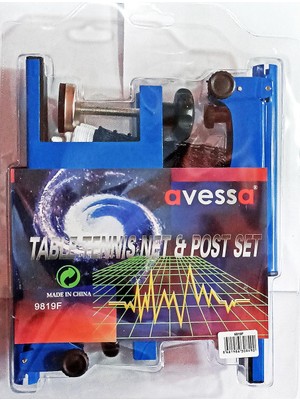 avessa
TABLE TENNIS NET & POST SET
MADE IN CHINA
9819F